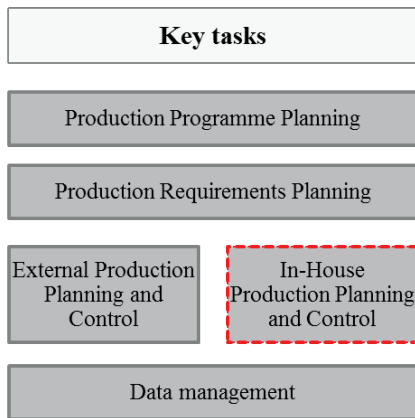 Key tasks
Production Programme Planning
Production Requirements Planning
External Production
Planning and
Control
In-House
Production Planning
and Control
Data management